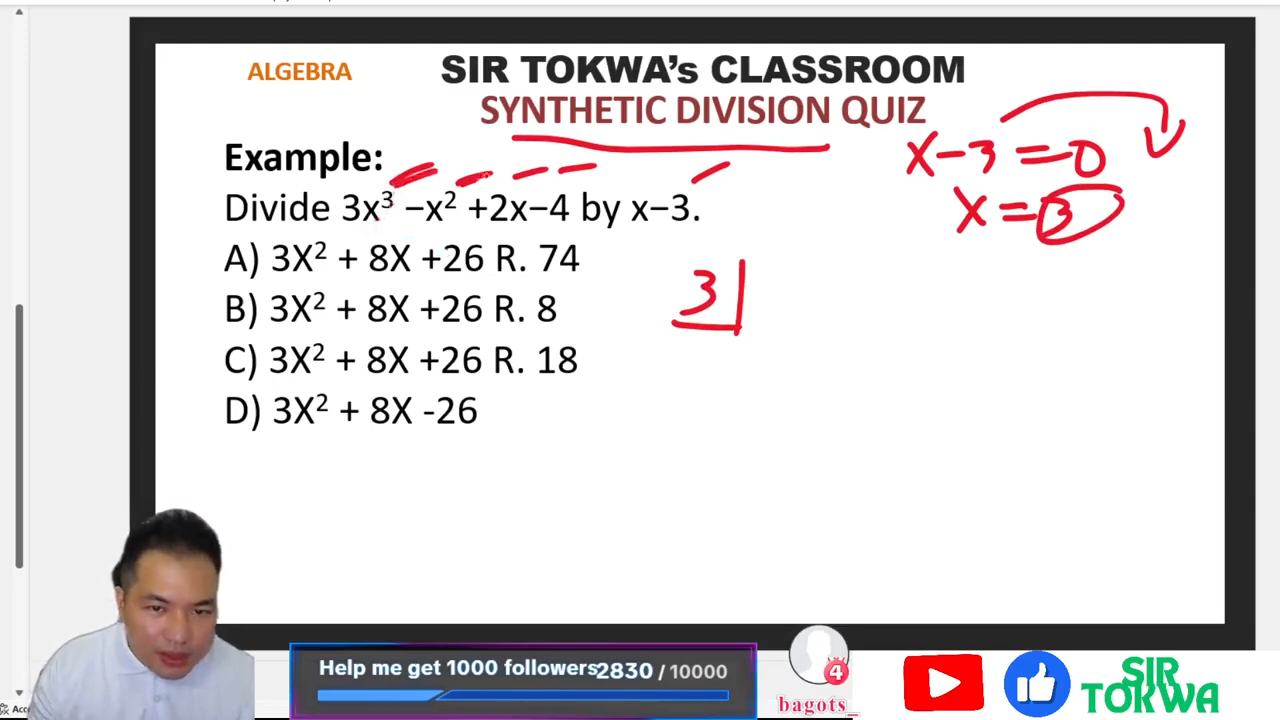 ALGEBRA
SIR TOKWA's CLASSROOM
SYNTHETIC DIVISION QUIZ
Example:
x-3=0
Divide 3x³ −x² +2x−4 by x−3.
x=3
A) 3X² + 8X +26 R. 74
3
B) 3X² + 8X +26 R. 8
C) 3X² + 8X +26 R. 18
D) 3X² + 8X -26
Help me get 1000 followers 2830 / 10000
4
bagots_
SIR
TOKWA